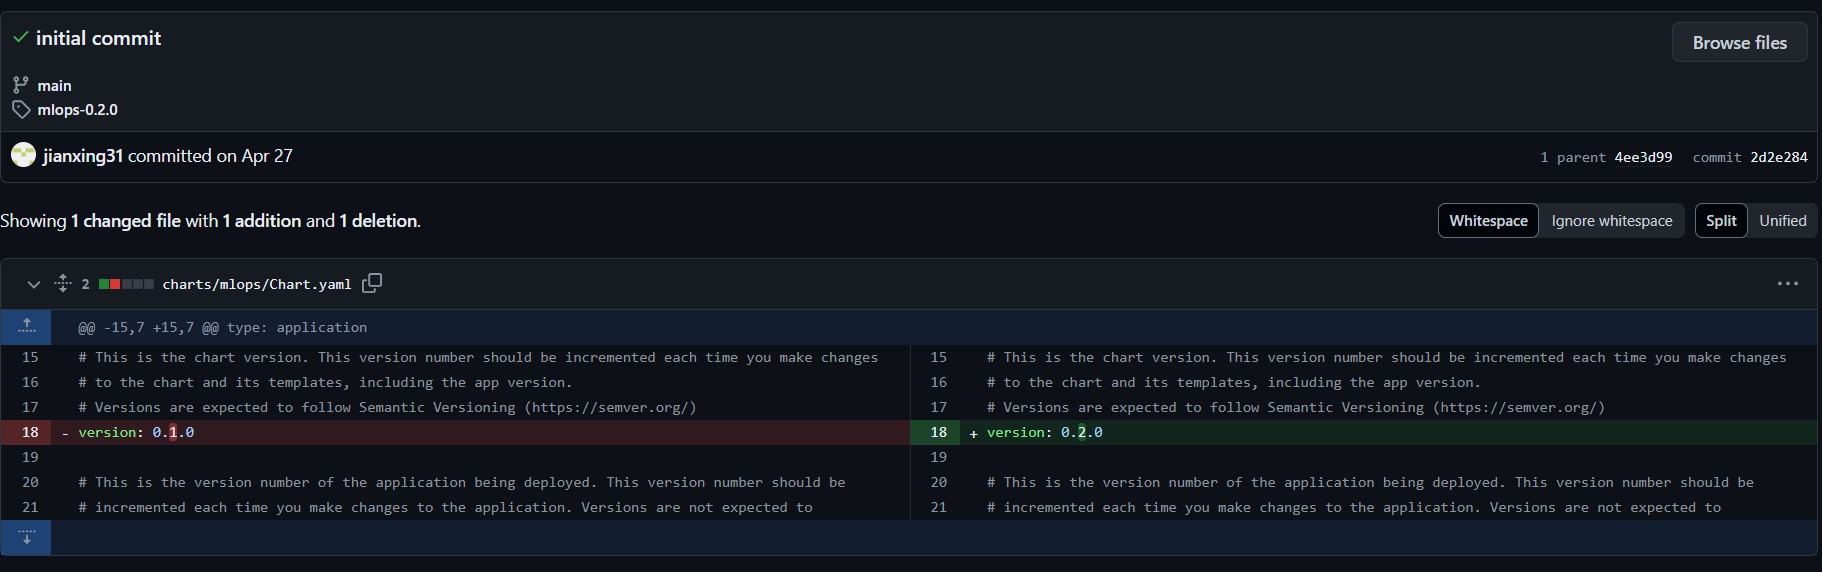 initial commit
Browse files
main
mlops-0.2.0
jianxing31 committed on Apr 27
1 parent 4ee3d99 commit 2d2e284
Showing 1 changed file with 1 addition and 1 deletion.
Whitespace Ignore whitespace Split Unified
2 charts/mlops/Chart.yaml
@@ -15,7 +15,7 @@ type: application
15 # This is the chart version. This version number should be incremented each time you make changes
16 # to the chart and its templates, including the app version.
17 # Versions are expected to follow Semantic Versioning (https://semver.org/)
18 - version: 0.1.0
19
20 # This is the version number of the application being deployed. This version number should be
21 # incremented each time you make changes to the application. Versions are not expected to
15 # This is the chart version. This version number should be incremented each time you make changes
16 # to the chart and its templates, including the app version.
17 # Versions are expected to follow Semantic Versioning (https://semver.org/)
18 + version: 0.2.0
19
20 # This is the version number of the application being deployed. This version number should be
21 # incremented each time you make changes to the application. Versions are not expected to